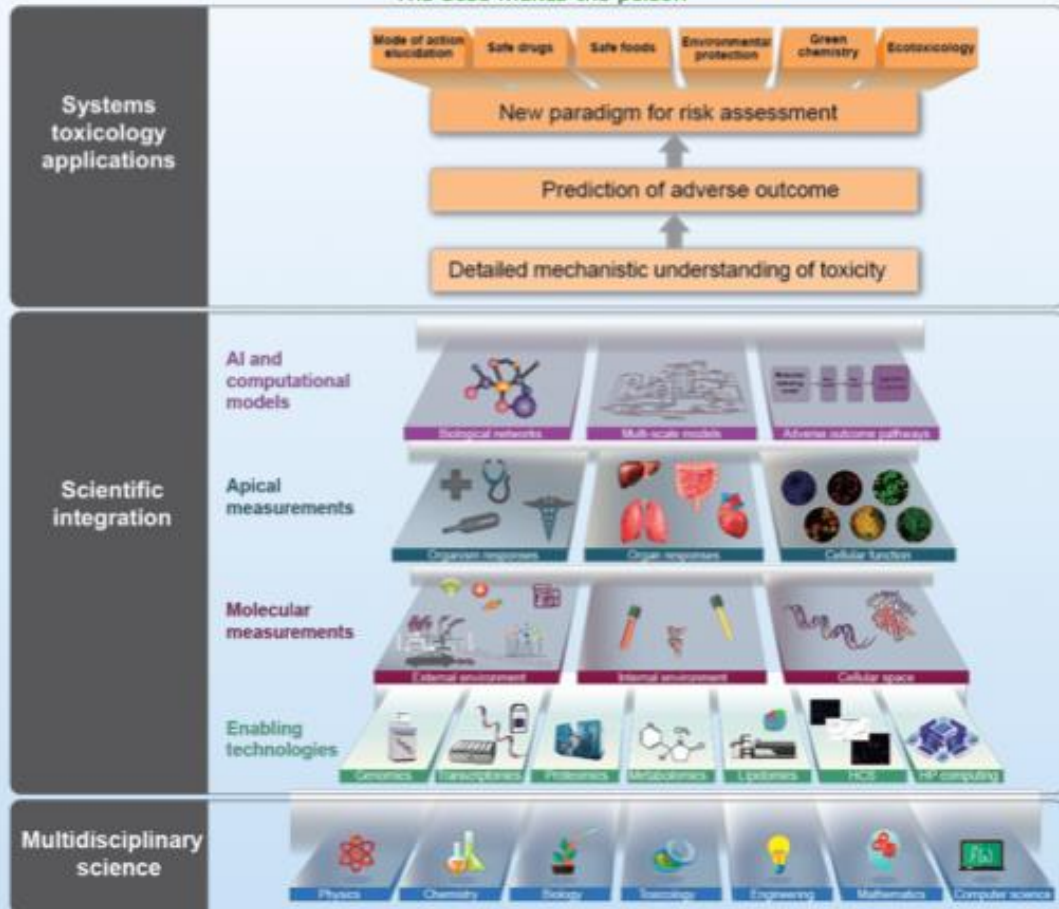 Mode of action
elucidation
Safe drugs
Safe foods
Environmental
protection
Green
chemistry
Ecotoxicology
Systems
toxicology
applications
New paradigm for risk assessment
Prediction of adverse outcome
Detailed mechanistic understanding of toxicity
Scientific
integration
AI and
computational
models
Biological networks
Multi-scale models
Adverse outcome pathways
Apical
measurements
Organism responses
Organ responses
Cellular function
Molecular
measurements
External environment
Internal environment
Cellular space
Enabling
technologies
Genomics
Transcriptomics
Proteomics
Metabolomics
Lipidomics
HCS
HP computing
Multidisciplinary
science
Physics
Chemistry
Biology
Toxicology
Engineering
Mathematics
Computer science